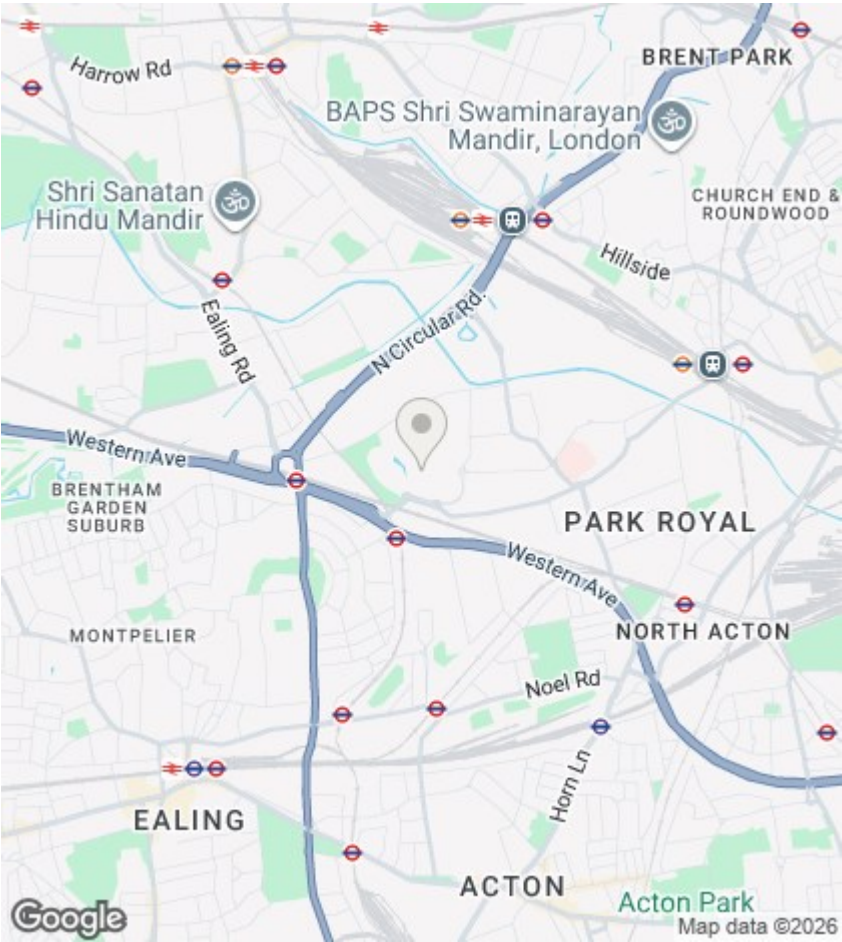 Harrow Rd
BRENT PARK
BAPS Shri Swaminarayan
Mandir, London
Shri Sanatan
Hindu Mandir
CHURCH END &
ROUNDWOOD
Hillside
Ealing Rd
N Circular Rd.
Western Ave
BRENTHAM
GARDEN
SUBURB
PARK ROYAL
Western Ave
MONTPELIER
NORTH ACTON
Noel Rd
Horn Ln
EALING
ACTON
Acton Park
Google
Map data ©2026